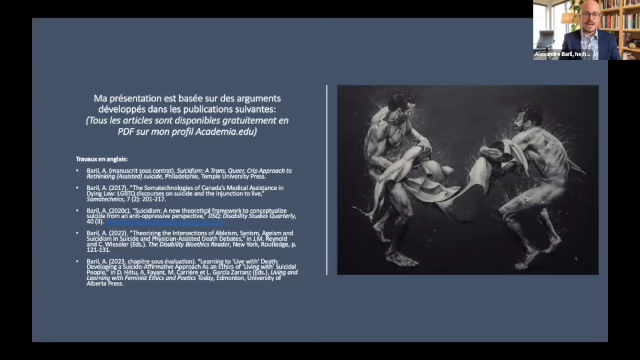 Alexandre Baril, he/h...
Ma présentation est basée sur des arguments
développés dans les publications suivantes:
(Tous les articles sont disponibles gratuitement en
PDF sur mon profil Academia.edu)
Travaux en anglais:
• Baril, A. (manuscrit sous contrat). Suicidism: A Trans, Queer, Crip Approach to
Rethinking (Assisted) Suicide, Philadelphie, Temple University Press.
• Baril, A. (2017). "The Somatechnologies of Canada's Medical Assistance in
Dying Law: LGBTQ discourses on suicide and the injunction to live,"
Somatechnics, 7 (2): 201-217.
• Baril, A. (2020c). "Suicidism: A new theoretical framework to conceptualize
suicide from an anti-oppressive perspective," DSQ, Disability Studies Quarterly,
40 (3).
• Baril, A. (2022). "Theorizing the Intersections of Ableism, Sanism, Ageism and
Suicidism in Suicide and Physician-Assisted Death Debates," in J.M. Reynold
and C. Wieseler (Eds.). The Disability Bioethics Reader, New York, Routledge, p.
121-131.
• Baril, A. (2023, chapitre sous évaluation). "Learning to 'Live with' Death:
Developing a Suicide-Affirmative Approach As an Ethics of 'Living with' Suicidal
People," in D. Hétu, A. Fayant, M. Carrière et L. García Zarranz (Eds.). Living and
Learning with Feminist Ethics and Poetics Today, Edmonton, University of
Alberta Press.